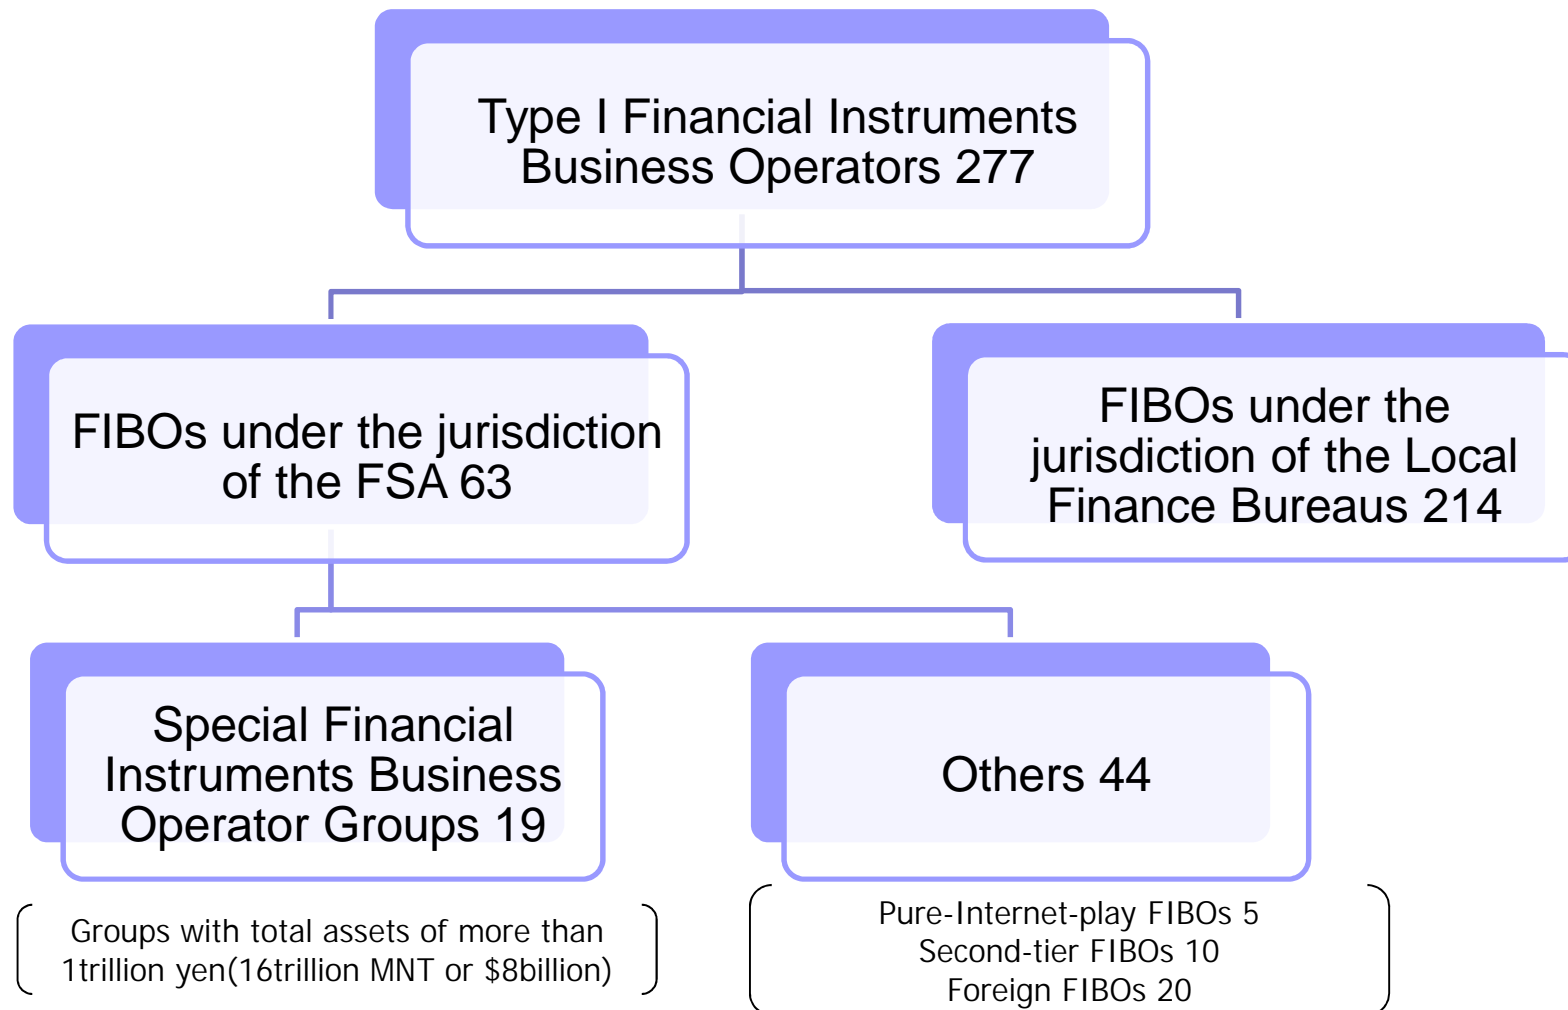 Type I Financial Instruments
Business Operators 277
FIBOs under the jurisdiction
of the FSA 63
FIBOs under the
jurisdiction of the Local
Finance Bureaus 214
Special Financial
Instruments Business
Operator Groups 19
Others 44
Groups with total assets of more than
1trillion yen(16trillion MNT or $8billion)
Pure-Internet-play FIBOs 5
Second-tier FIBOs 10
Foreign FIBOs 20